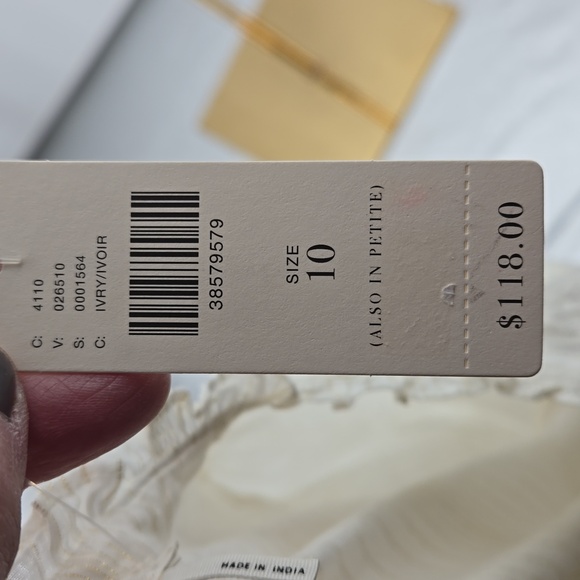 C: 4110
V: 026510
S: 0001564
C: IVRY/IVOIR
38579579
SIZE
10
(ALSO IN PETITE)
$118.00
MADE IN INDIA